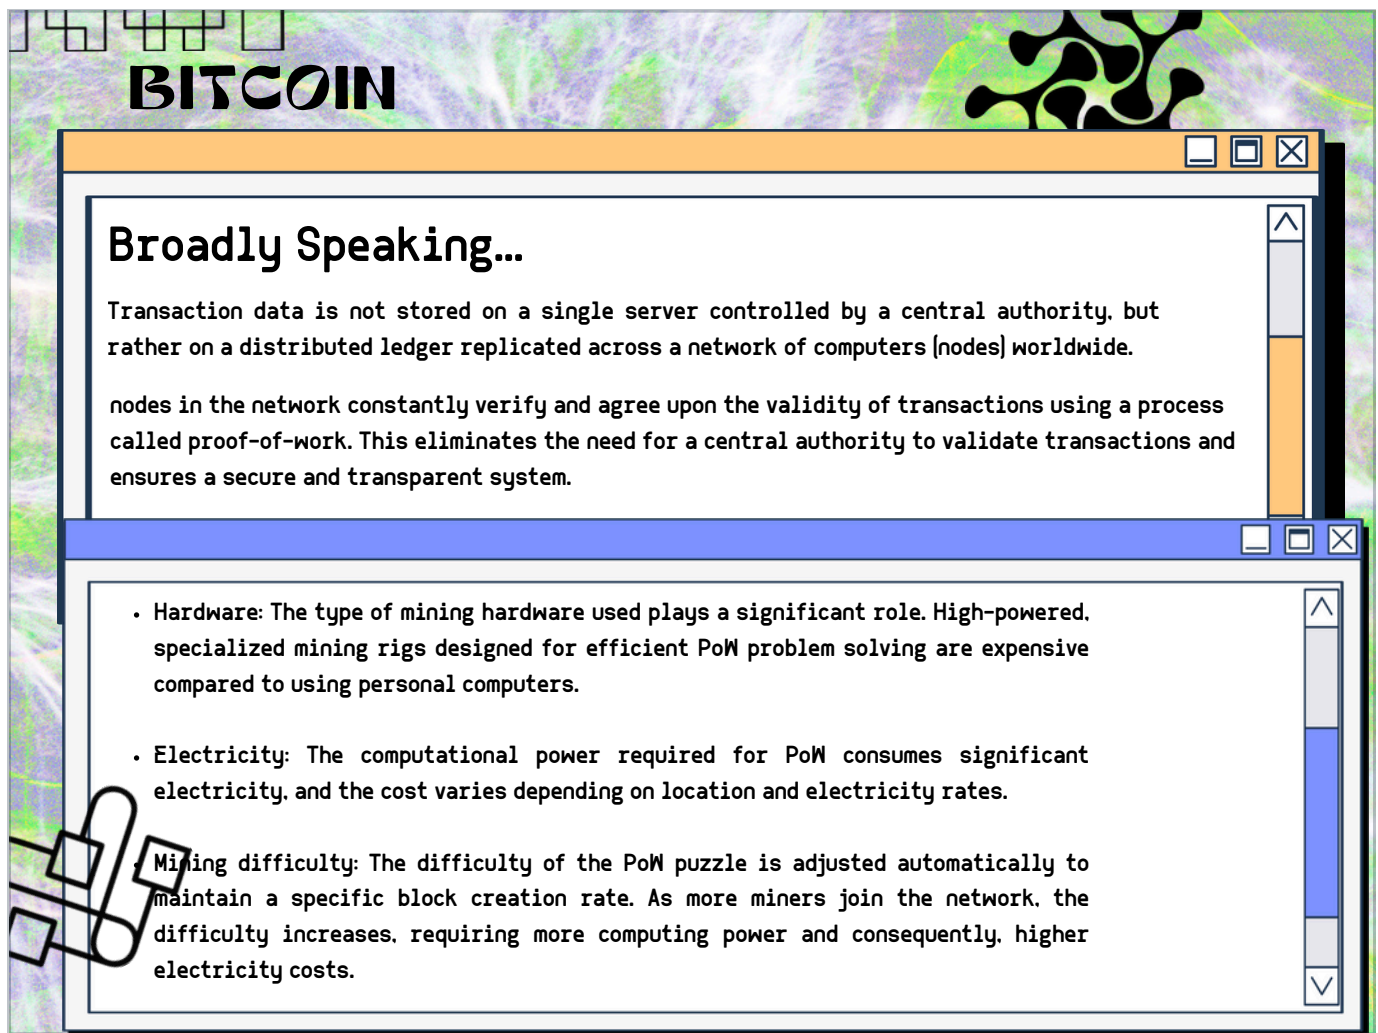 BITCOIN
Broadly Speaking...
Transaction data is not stored on a single server controlled by a central authority, but
rather on a distributed ledger replicated across a network of computers (nodes) worldwide.
nodes in the network constantly verify and agree upon the validity of transactions using a process
called proof-of-work. This eliminates the need for a central authority to validate transactions and
ensures a secure and transparent system.
• Hardware: The type of mining hardware used plays a significant role. High-powered,
specialized mining rigs designed for efficient PoW problem solving are expensive
compared to using personal computers.
• Electricity: The computational power required for PoW consumes significant
electricity, and the cost varies depending on location and electricity rates.
• Mining difficulty: The difficulty of the PoW puzzle is adjusted automatically to
maintain a specific block creation rate. As more miners join the network, the
difficulty increases, requiring more computing power and consequently, higher
electricity costs.